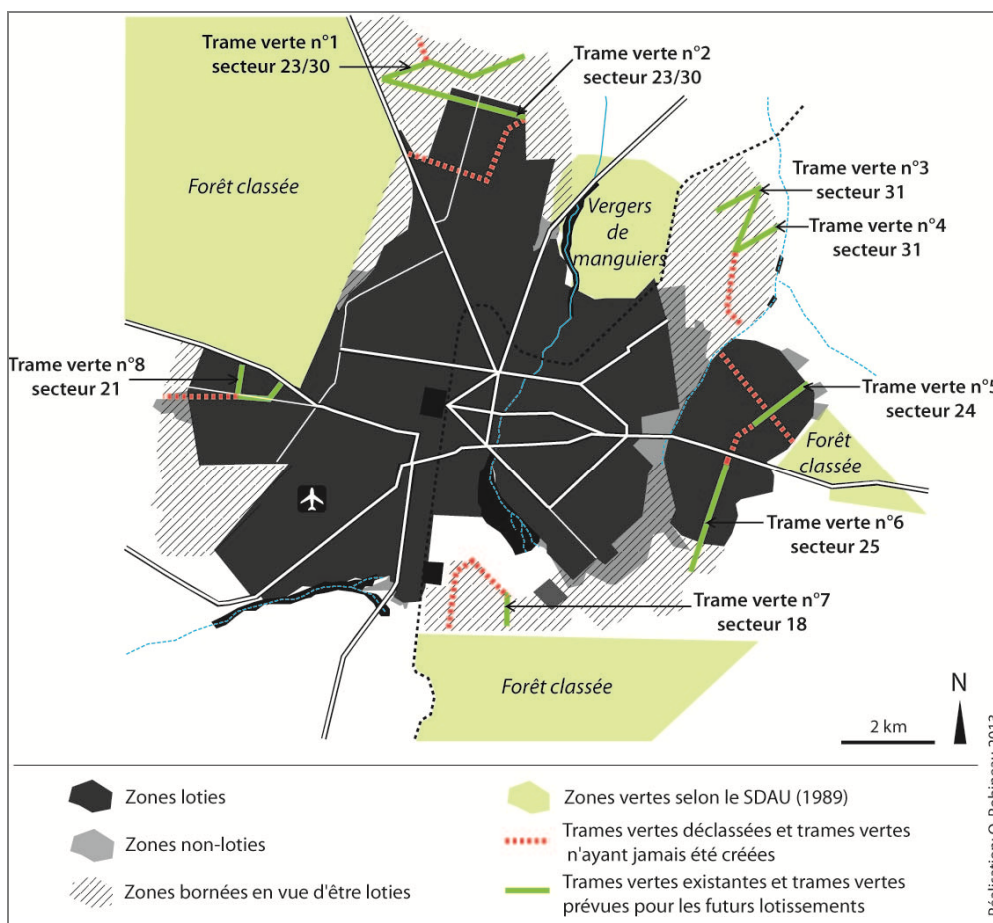 Trame verte n°1
secteur 23/30
Trame verte n°2
secteur 23/30
Forêt classée
Vergers
de
manguiers
Trame verte n°3
secteur 31
Trame verte n°4
secteur 31
Trame verte n°8
secteur 21
Trame verte n°5
secteur 24
Forêt
classée
Trame verte n°6
secteur 25
Trame verte n°7
secteur 18
Forêt classée
N
2 km
Zones loties
Zones non-loties
Zones bornées en vue d'être loties
Zones vertes selon le SDAU (1989)
Trames vertes déclassées et trames vertes
n'ayant jamais été créées
Trames vertes existantes et trames vertes
prévues pour les futurs lotissements
Réalisation: O. Robineau 2013